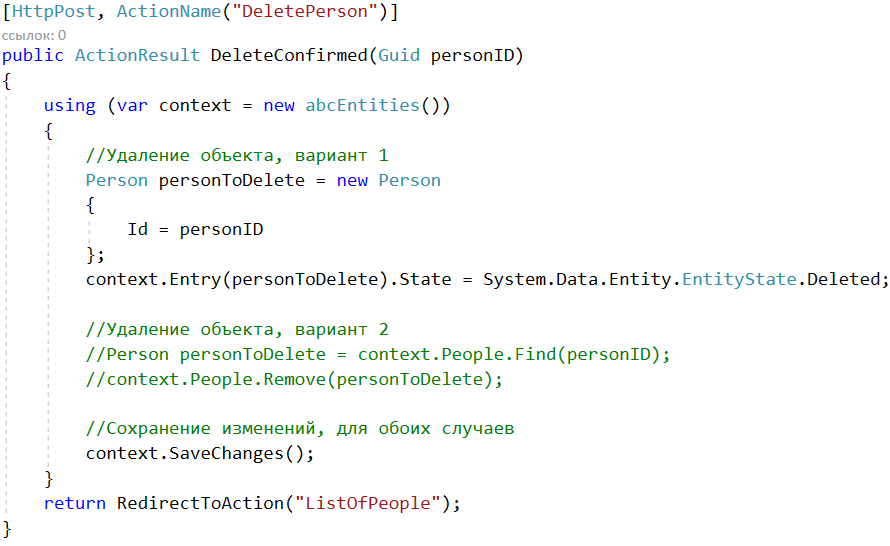 [HttpPost, ActionName("DeletePerson")]
ссылок: 0
public ActionResult DeleteConfirmed(Guid personID)
{
    using (var context = new abcEntities())
    {
        //Удаление объекта, вариант 1
        Person personToDelete = new Person
        {
            Id = personID
        };
        context.Entry(personToDelete).State = System.Data.Entity.EntityState.Deleted;

        //Удаление объекта, вариант 2
        //Person personToDelete = context.People.Find(personID);
        //context.People.Remove(personToDelete);

        //Сохранение изменений, для обоих случаев
        context.SaveChanges();
    }
    return RedirectToAction("ListOfPeople");
}